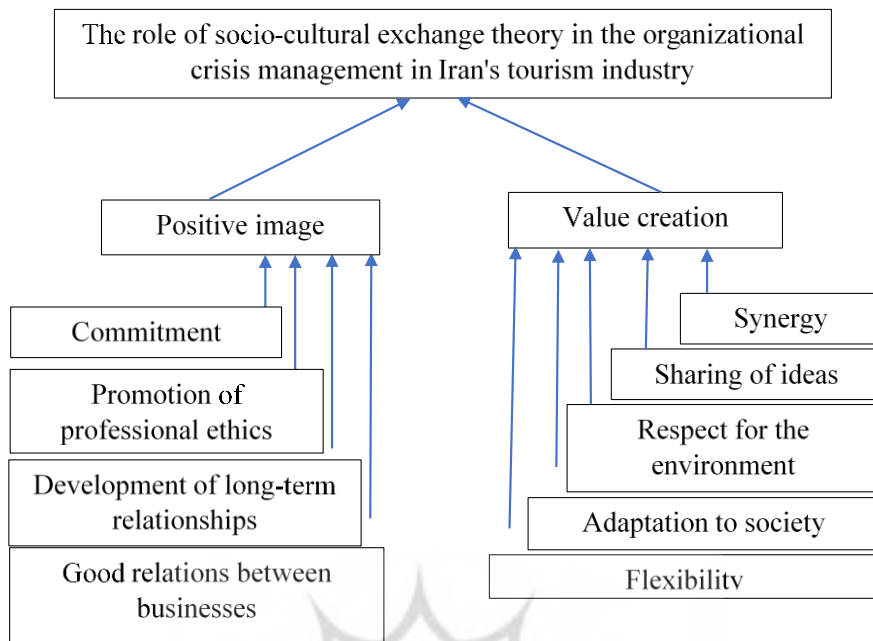 The role of socio-cultural exchange theory in the organizational
crisis management in Iran's tourism industry
Positive image
Value creation
Commitment
Promotion of
professional ethics
Development of long-term
relationships
Good relations between
businesses
Synergy
Sharing of ideas
Respect for the
environment
Adaptation to society
Flexibility